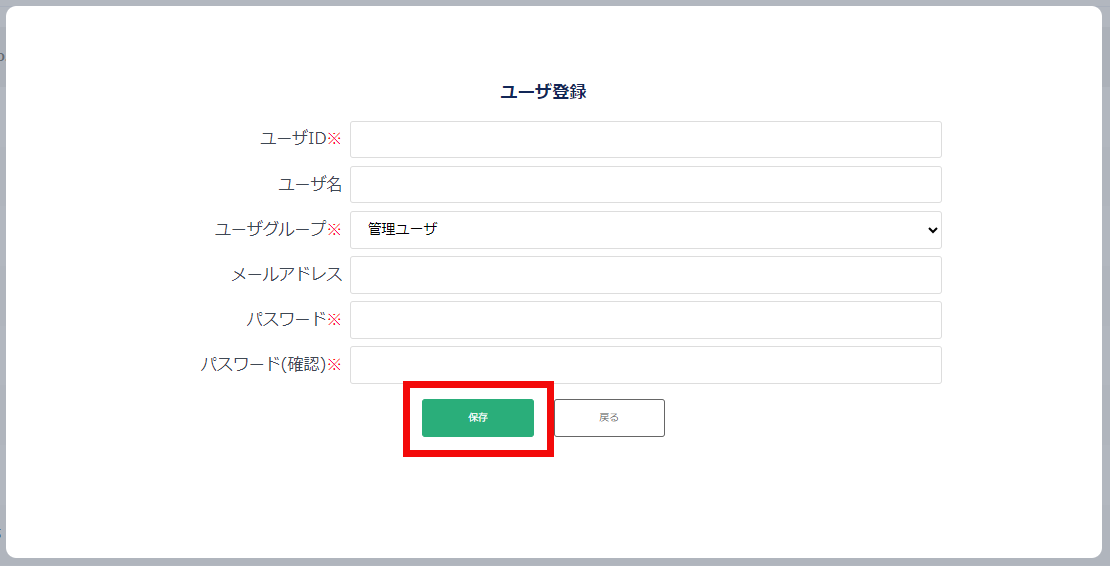 ユーザ登録
ユーザID※
ユーザ名
ユーザグループ※ 管理ユーザ
メールアドレス
パスワード※
パスワード(確認)※
保存 戻る